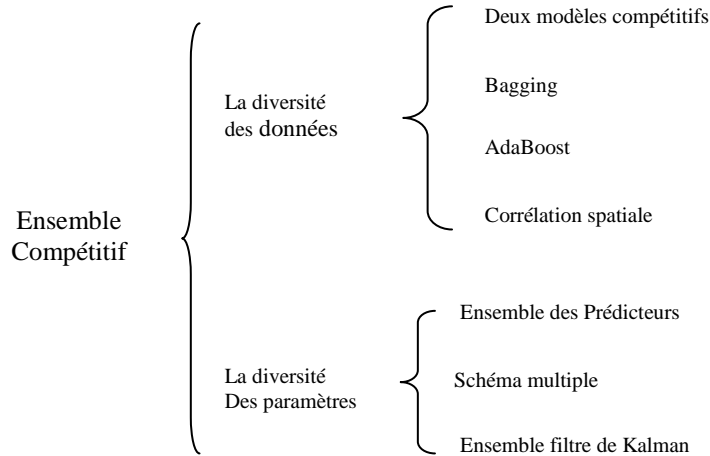 Ensemble
Compétitif
La diversité
des données
Deux modèles compétitifs
Bagging
AdaBoost
Corrélation spatiale
La diversité
Des paramètres
Ensemble des Prédicteurs
Schéma multiple
Ensemble filtre de Kalman